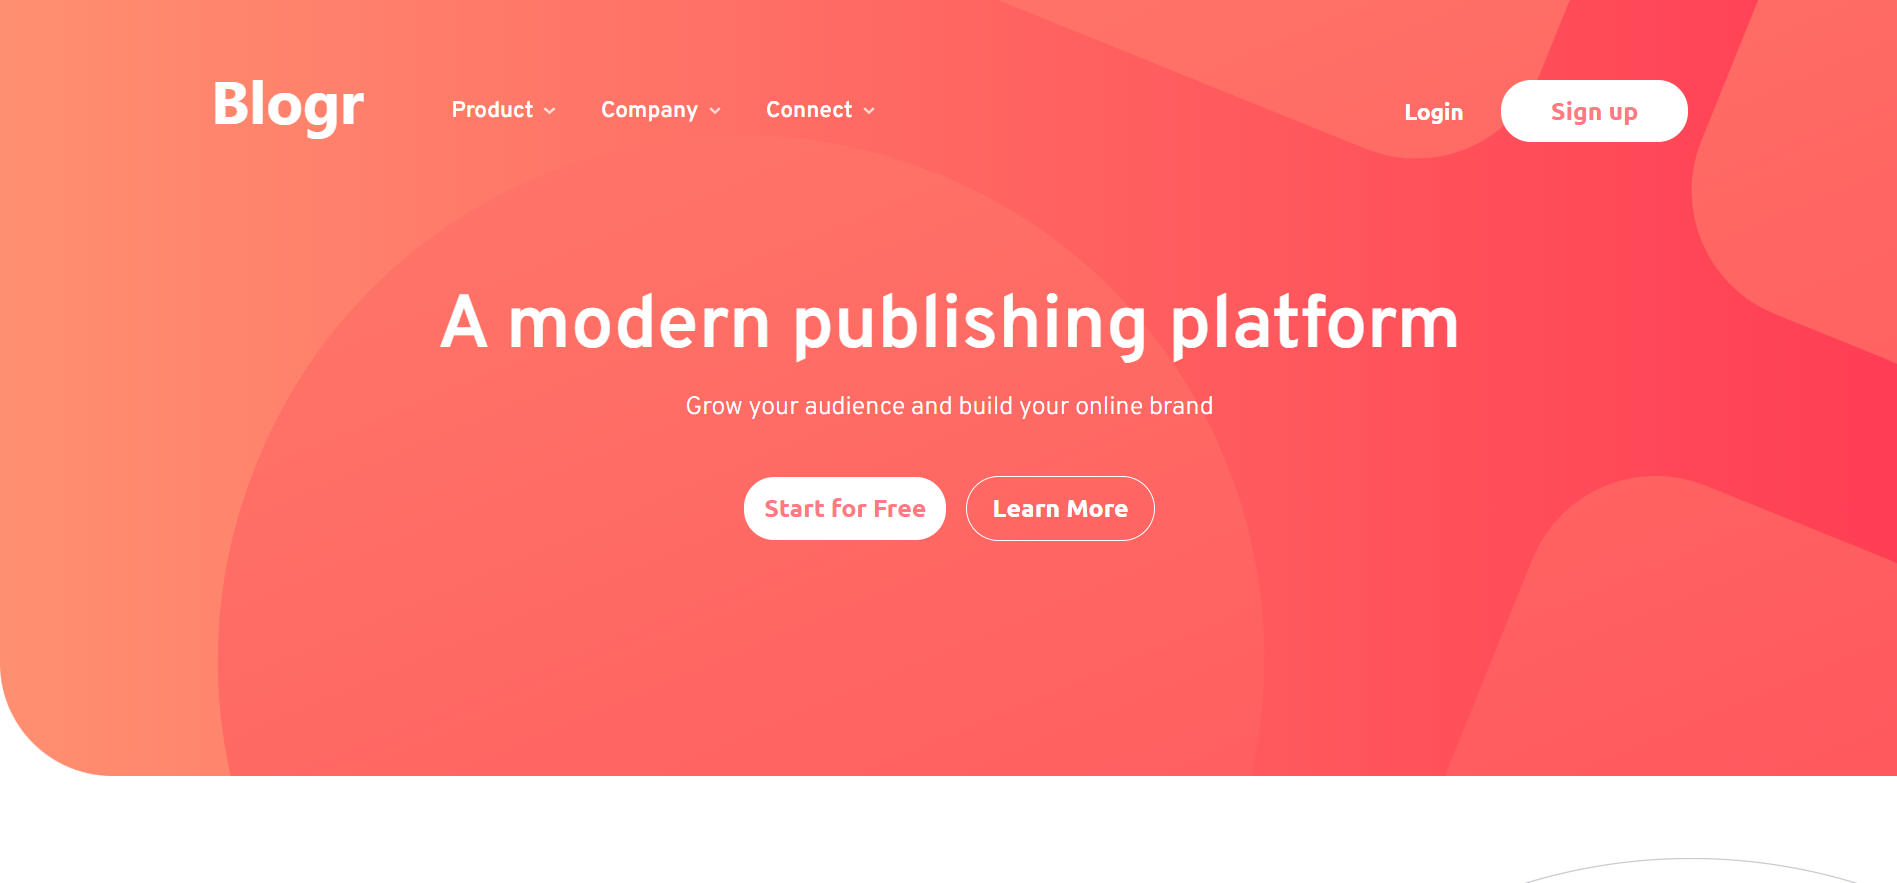 Blogr Product Company Connect Login Sign up
A modern publishing platform
Grow your audience and build your online brand
Start for Free Learn More